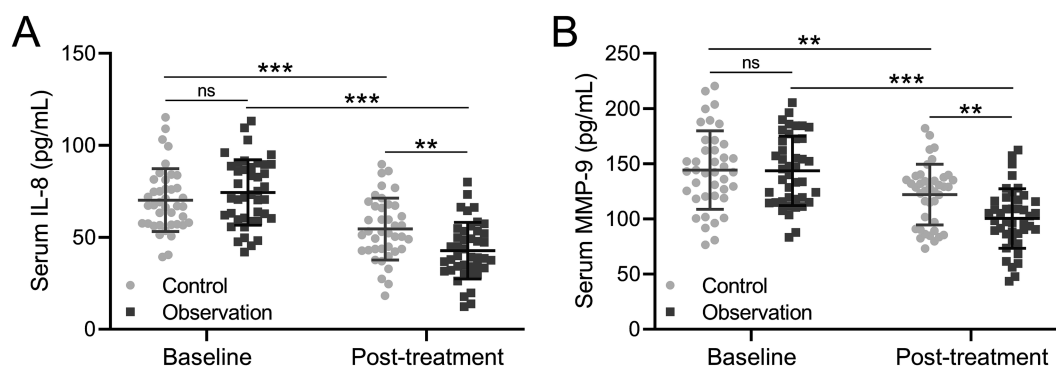 A
Serum IL-8 (pg/mL)
150
100
50
0
***
ns
***
**
Control
Observation
Baseline
Post-treatment
B
Serum MMP-9 (pg/mL)
250
200
150
100
50
0
**
ns
***
**
Control
Observation
Baseline
Post-treatment